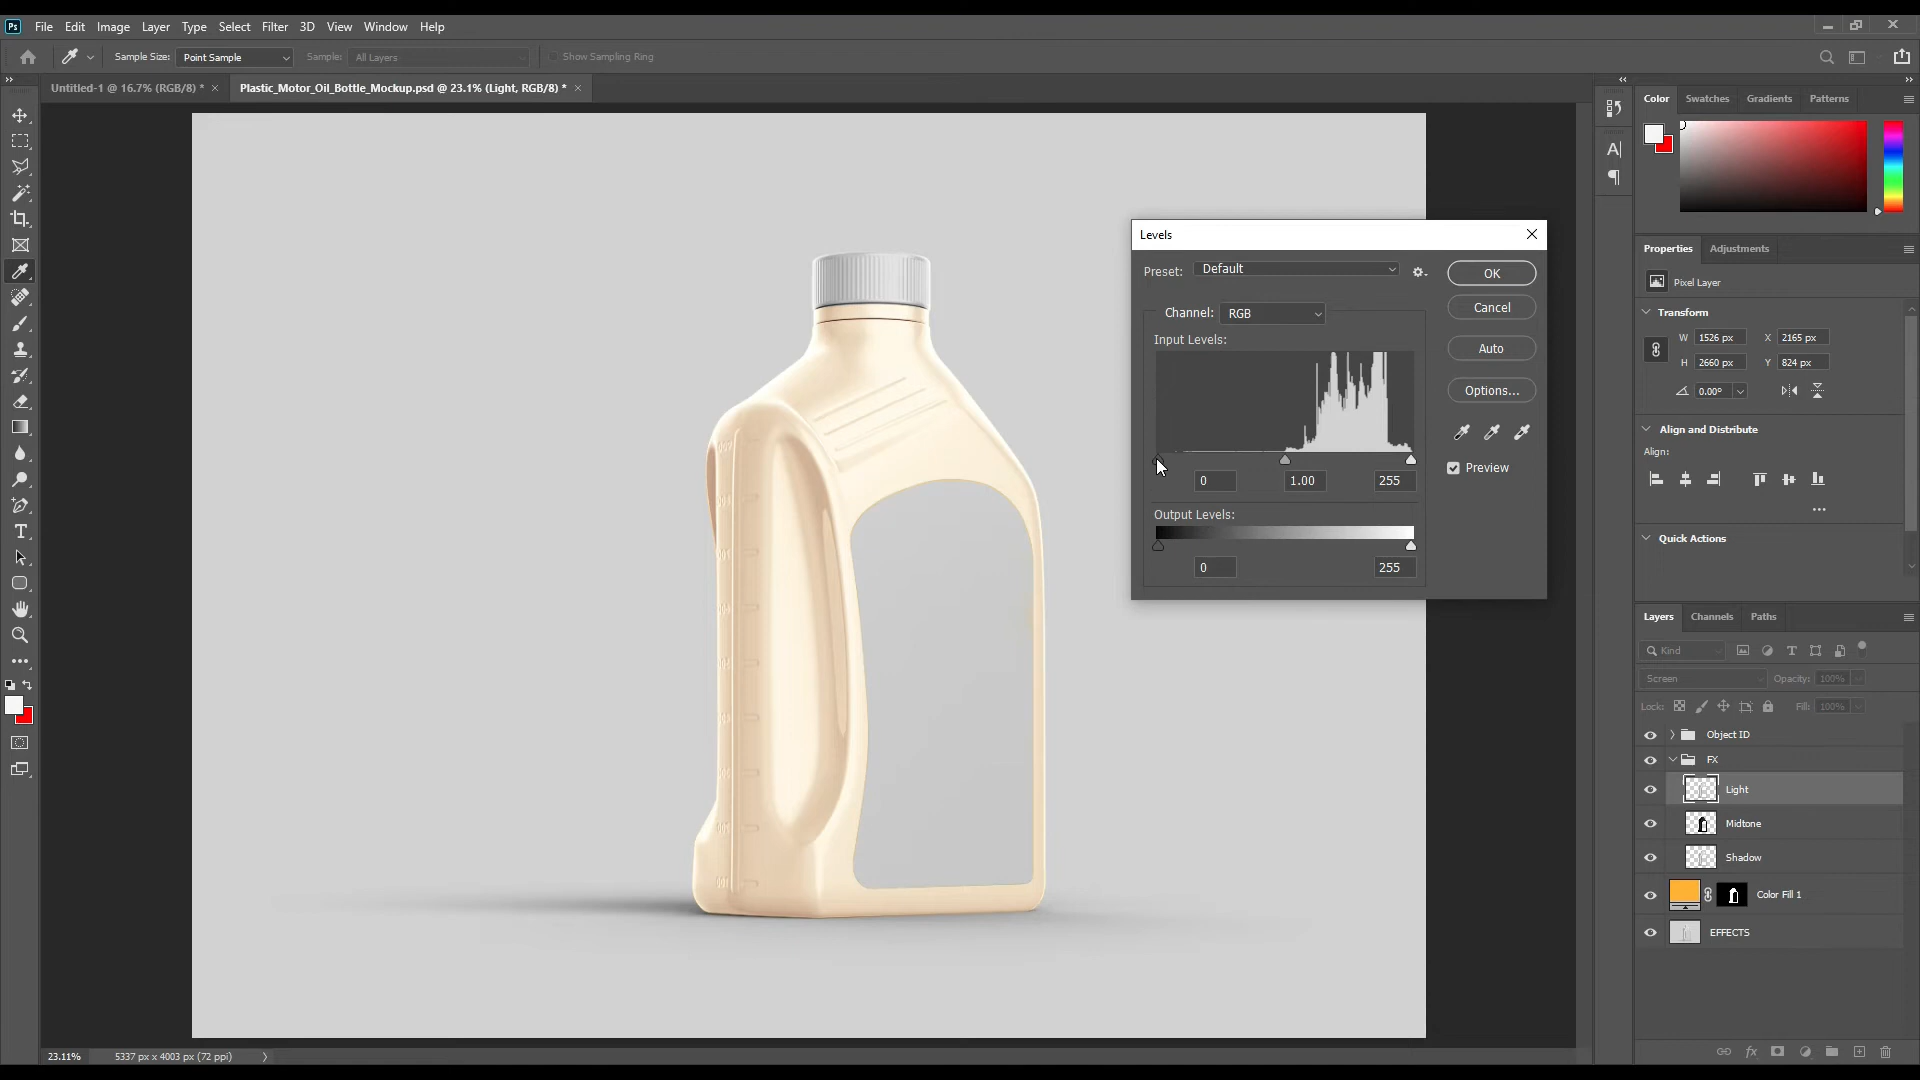 Ps File Edit Image Layer Type Select Filter 3D View Window Help
Sample Size: Point Sample Sample: All Layers Show Sampling Ring
Untitled-1 @ 16.7% (RGB/8) * × Plastic_Motor_Oil_Bottle_Mockup.psd @ 23.1% (Light, RGB/8) * ×
Color Swatches Gradients Patterns
Levels
Preset: Default
OK
Channel: RGB
Cancel
Input Levels:
Auto
Options...
Preview
0 1.00 255
Output Levels:
0 255
Properties Adjustments
Pixel Layer
Transform
W 1526 px X 2165 px
H 2660 px Y 824 px
0.00°
Align and Distribute
Align:
Quick Actions
Layers Channels Paths
Kind
Screen Opacity: 100%
Lock: Fill: 100%
Object ID
FX
Light
Midtone
Shadow
Color Fill 1
EFFECTS
23.11% 5337 px x 4003 px (72 ppi)